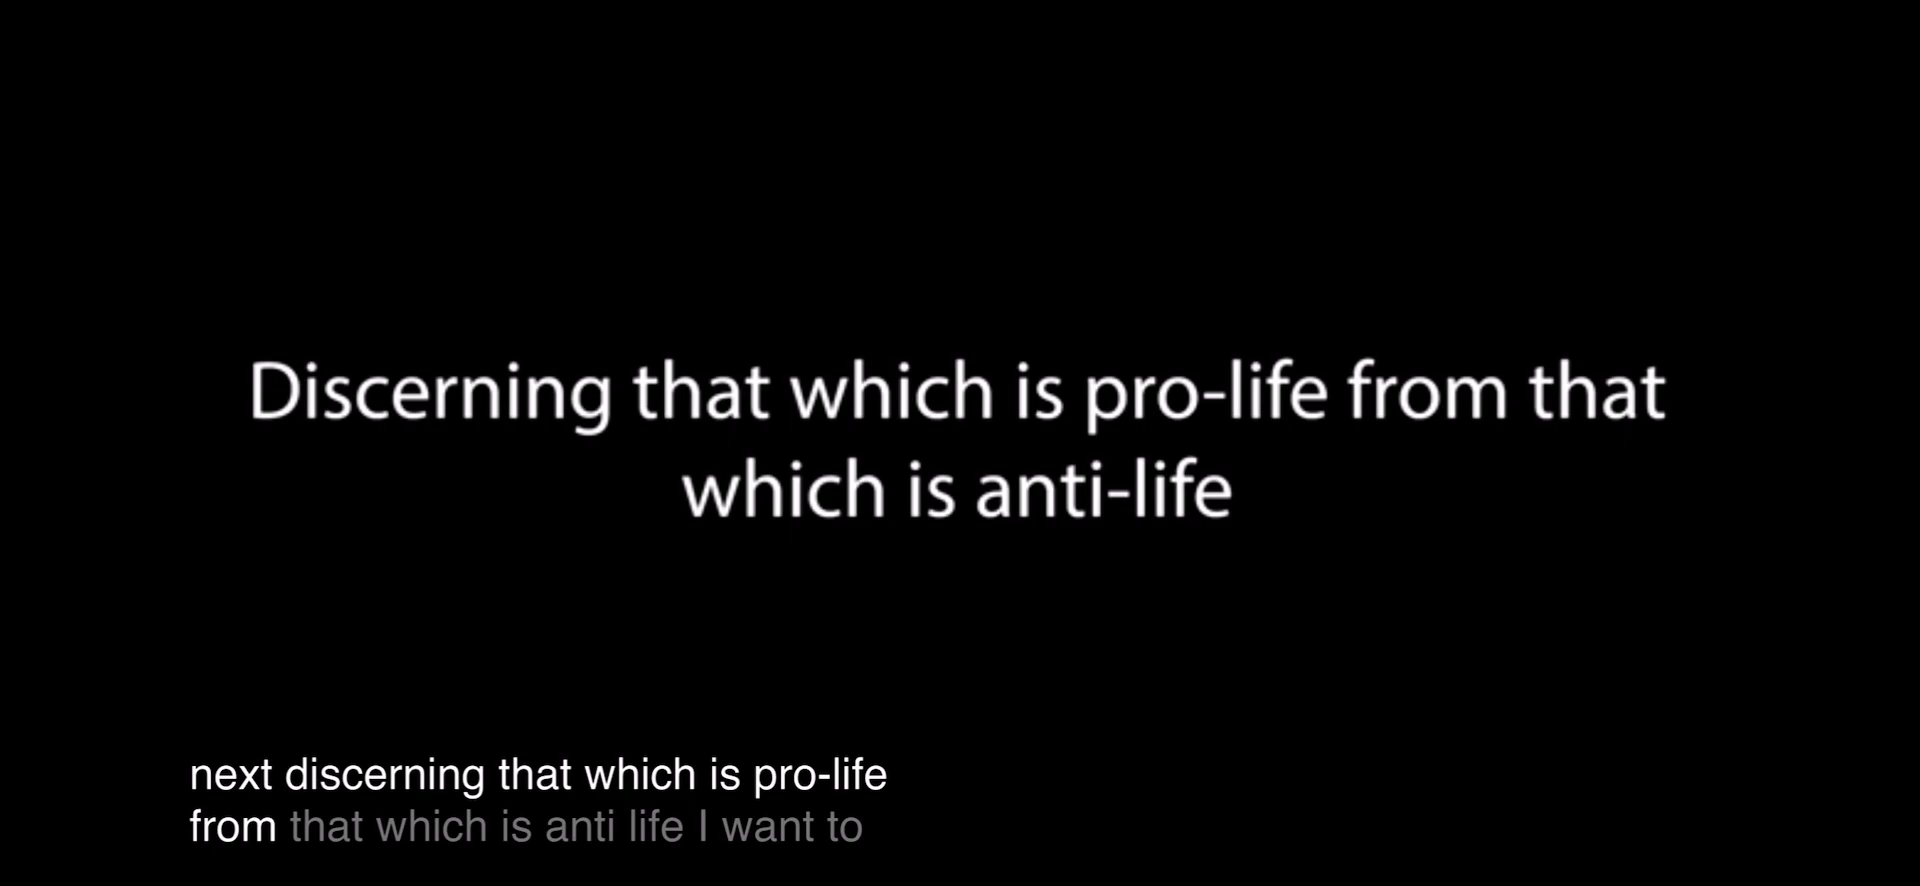 Discerning that which is pro-life from that
which is anti-life
next discerning that which is pro-life
from that which is anti life I want to